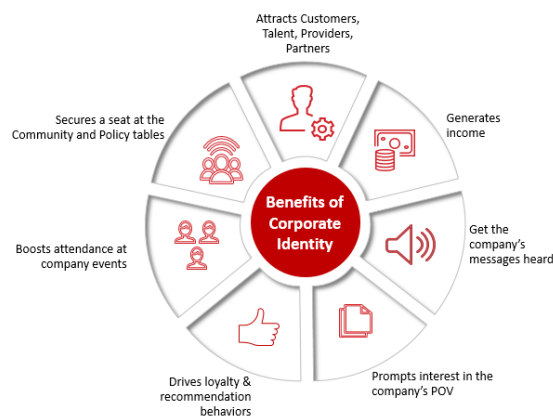 Attracts Customers,
Talent, Providers,
Partners
Generates
income
Get the
company's
messages heard
Prompts interest in the
company's POV
Drives loyalty &
recommendation
behaviors
Boosts attendance at
company events
Secures a seat at the
Community and Policy tables
Benefits of
Corporate
Identity